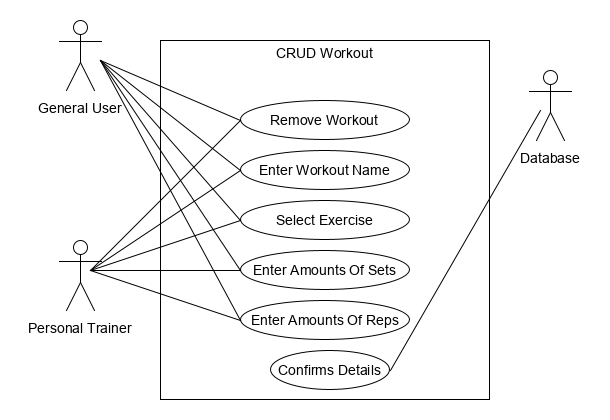 CRUD Workout
General User
Remove Workout
Enter Workout Name
Database
Select Exercise
Enter Amounts Of Sets
Personal Trainer
Enter Amounts Of Reps
Confirms Details